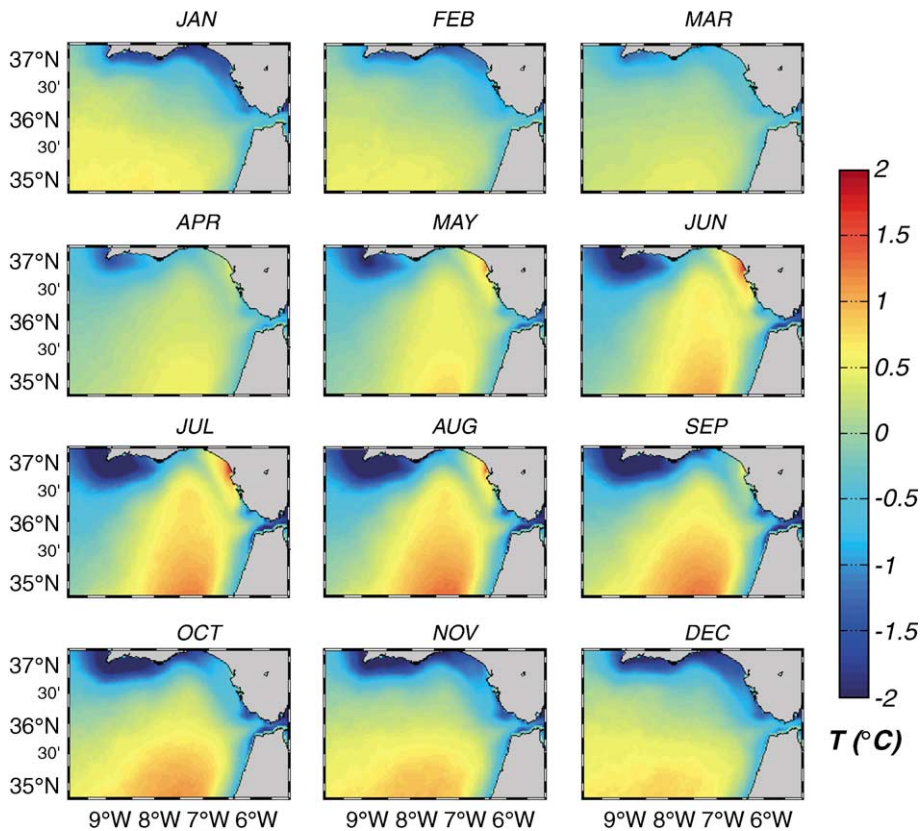 JAN FEB MAR
37°N
30'
36°N
30'
35°N
APR MAY JUN
37°N
30'
36°N
30'
35°N
JUL AUG SEP
37°N
30'
36°N
30'
35°N
OCT NOV DEC
37°N
30'
36°N
30'
35°N
9°W 8°W 7°W 6°W 9°W 8°W 7°W 6°W 9°W 8°W 7°W 6°W
2
1.5
1
0.5
0
-0.5
-1
-1.5
-2
T (°C)